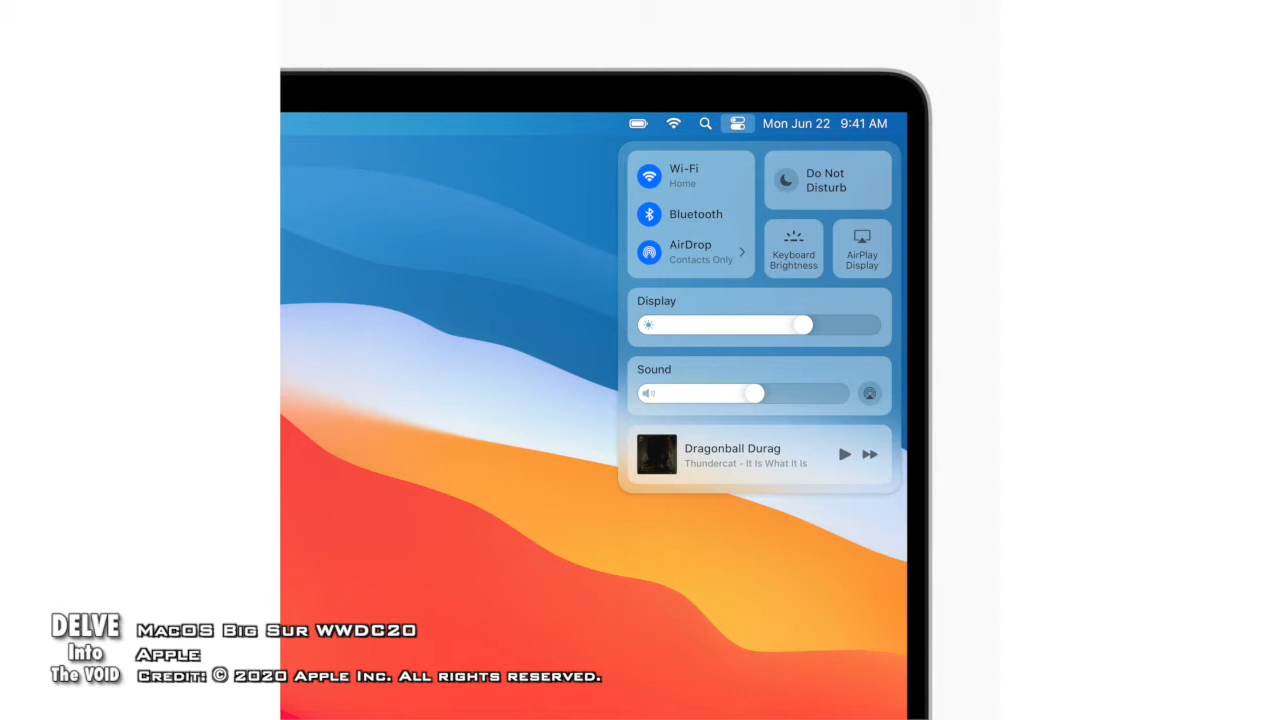 Mon Jun 22 9:41 AM
Wi-Fi
Home
Bluetooth
AirDrop
Contacts Only
Do Not
Disturb
Keyboard
Brightness
AirPlay
Display
Display
Sound
Dragonball Durag
Thundercat - It Is What It Is
DELVE
Into
The VOID
MacOS Big Sur WWDC20
Apple
Credit: © 2020 Apple Inc. All rights reserved.